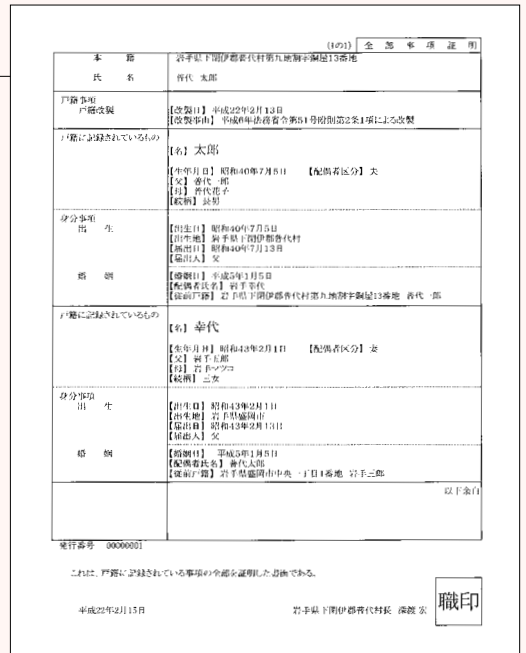 (1の1) 全部事項証明
本籍 岩手県下閉伊郡普代村第九地割字銅屋13番地
氏名 普代 太郎
戸籍事項
戸籍改製
【改製日】平成22年2月13日
【改製事由】平成6年法務省令第51号附則第2条1項による改製
戸籍に記録されているもの
【名】太郎
【生年月日】昭和40年7月5日 【配偶者区分】夫
【父】普代一郎
【母】普代花子
【続柄】長男
身分事項
出生
【出生日】昭和40年7月5日
【出生地】岩手県下閉伊郡普代村
【届出日】昭和40年7月13日
【届出人】父
婚姻
【婚姻日】平成5年1月5日
【配偶者氏名】岩手幸代
【従前戸籍】岩手県下閉伊郡普代村第九地割字銅屋13番地 普代一郎
戸籍に記録されているもの
【名】幸代
【生年月日】昭和43年2月1日 【配偶者区分】妻
【父】岩手三郎
【母】岩手マツコ
【続柄】三女
身分事項
出生
【出生日】昭和43年2月1日
【出生地】岩手県盛岡市
【届出日】昭和43年2月13日
【届出人】父
婚姻
【婚姻日】 平成5年1月5日
【配偶者氏名】普代太郎
【従前戸籍】岩手県盛岡市中央一丁目1番地 岩手三郎
以下余白
発行番号 00000001
これは、戸籍に記録されている事項の全部を証明した書面である。
平成22年2月15日
岩手県下閉伊郡普代村長 深渡 宏
職印